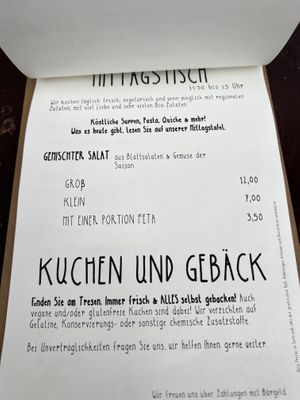 MITTAGSTISCH
11:30 bis 15 Uhr
Wir kochen täglich frisch, vegetarisch und wenn möglich mit regionalen
Zutaten, mit viel Liebe und sehr vielen Bio-Zutaten.
Köstliche Suppen, Pasta, Quiche & mehr!
Was es heute gibt, lesen Sie auf unserer Mittagstafel.
GEMISCHTER SALAT aus Blattsalaten & Gemüse der
Saison
GROß 12,00
KLEIN 7,00
MIT EINER PORTION FETA 3,50
KUCHEN UND GEBÄCK
Finden Sie am Tresen. Immer frisch & ALLES selbst gebacken! Auch
vegane und/oder glutenfreie Kuchen sind dabei! Wir verzichten auf
Gelatine, Konservierungs- oder sonstige chemische Zusatzstoffe.
Bei Unverträglichkeiten fragen Sie uns, wir helfen Ihnen gerne weiter.
Wir freuen uns über Zahlungen mit Bargeld